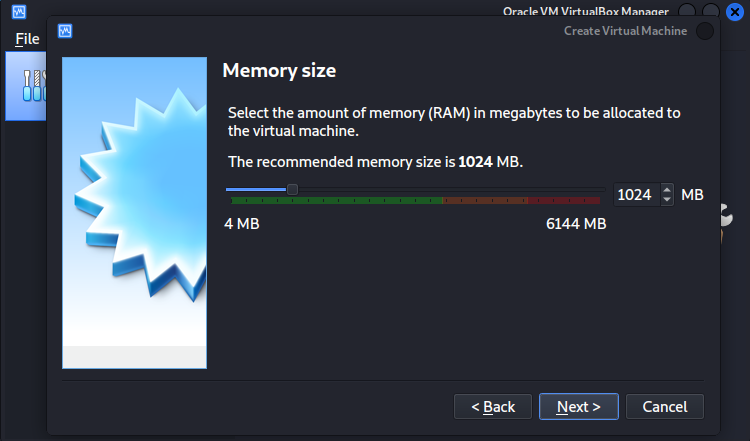 Oracle VM VirtualBox Manager
File
Create Virtual Machine
Memory size
Select the amount of memory (RAM) in megabytes to be allocated to
the virtual machine.
The recommended memory size is 1024 MB.
1024 MB
4 MB 6144 MB
< Back Next > Cancel